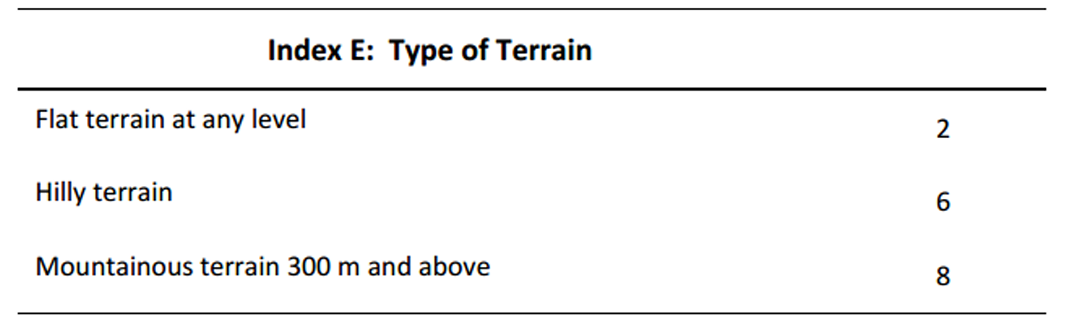 Index E: Type of Terrain
Flat terrain at any level 2
Hilly terrain 6
Mountainous terrain 300 m and above 8